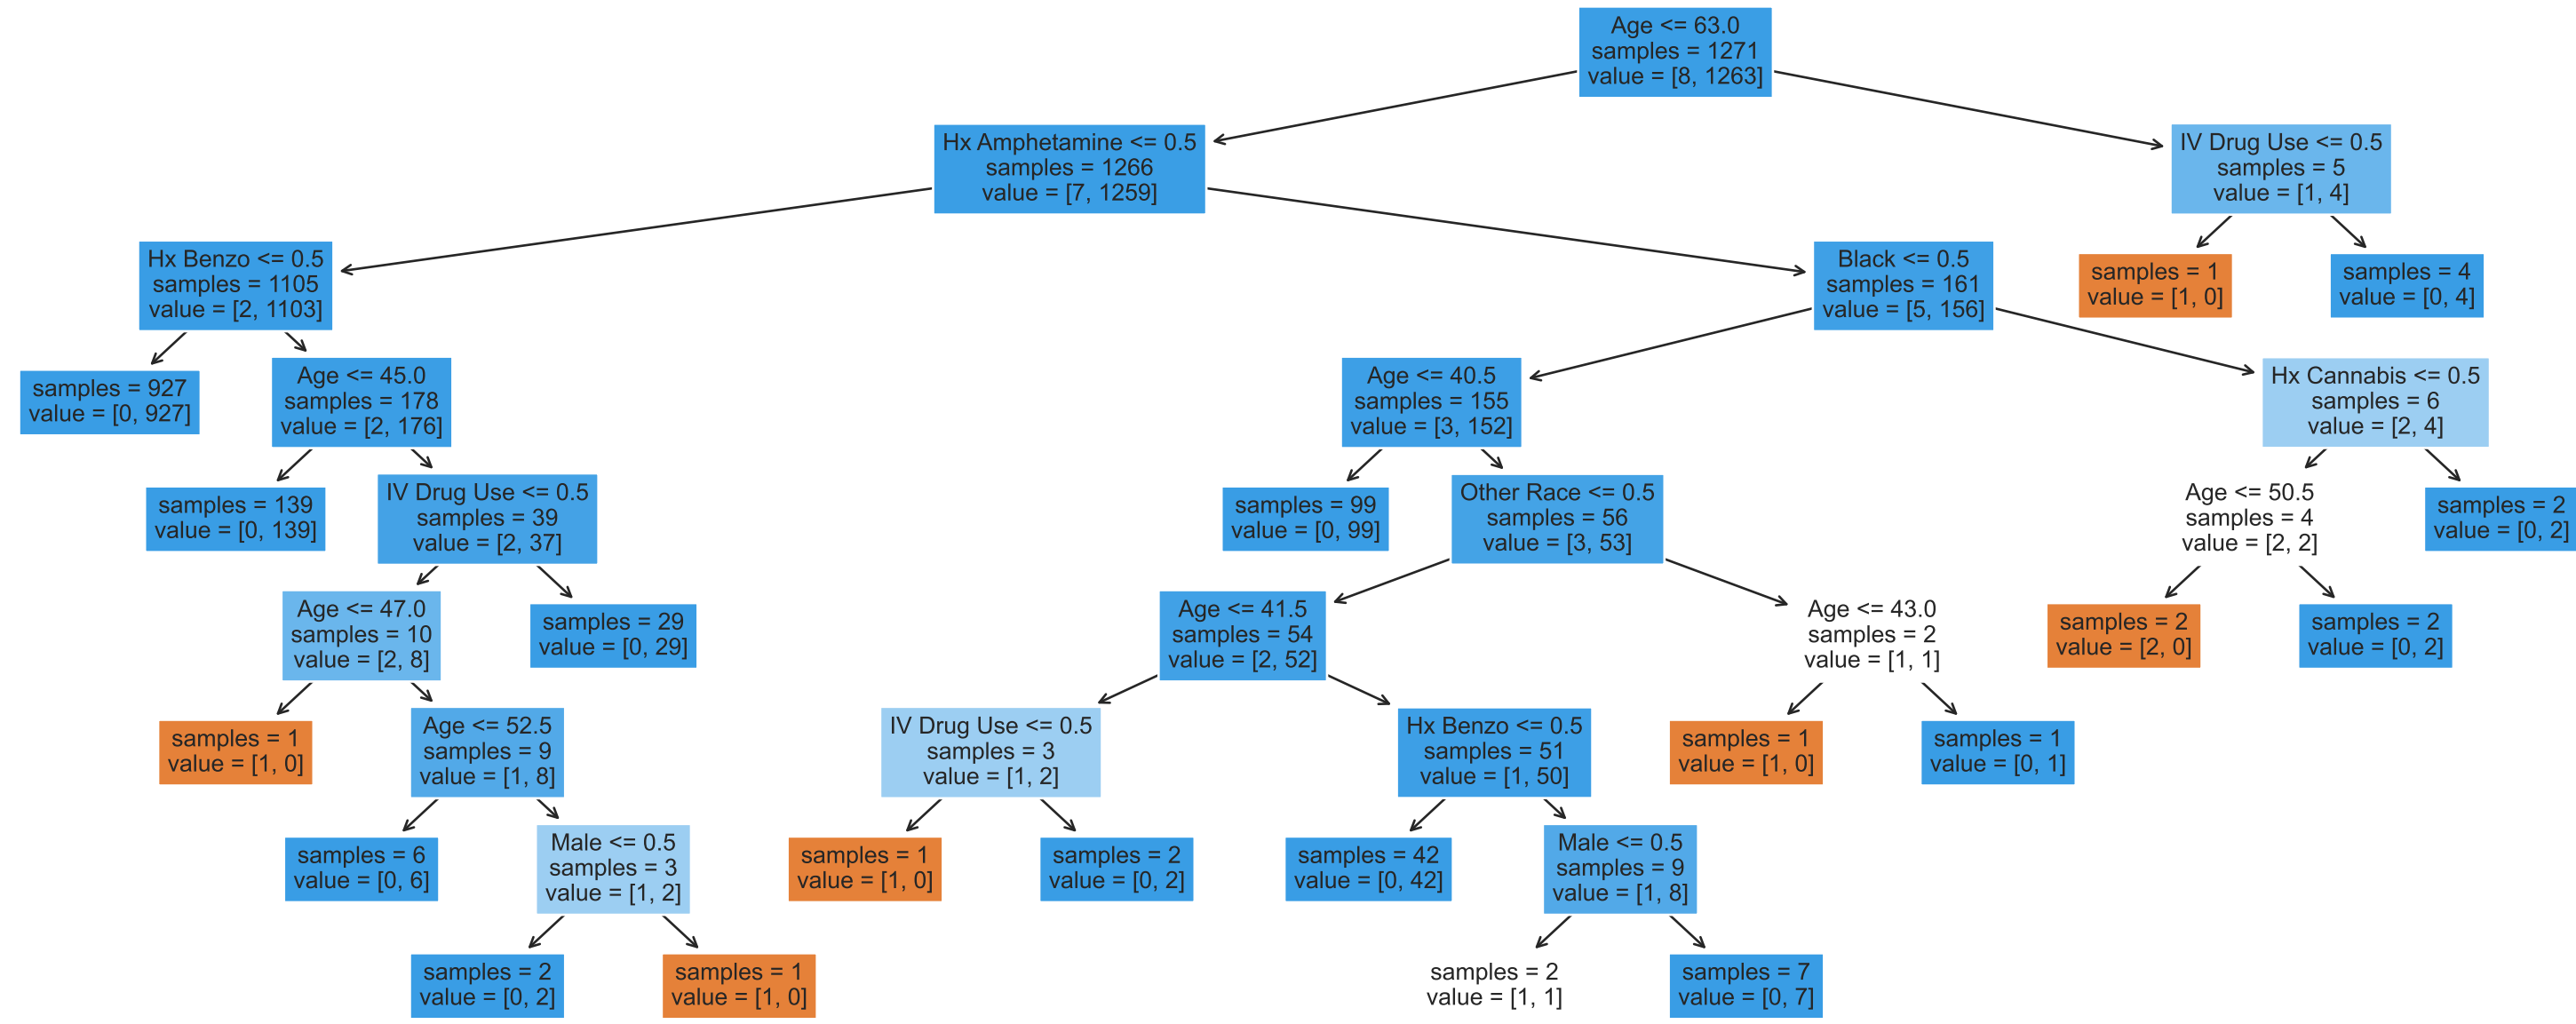 Age <= 63.0
samples = 1271
value = [8, 1263]
Hx Amphetamine <= 0.5
samples = 1266
value = [7, 1259]
IV Drug Use <= 0.5
samples = 5
value = [1, 4]
Hx Benzo <= 0.5
samples = 1105
value = [2, 1103]
Black <= 0.5
samples = 161
value = [5, 156]
samples = 1
value = [1, 0]
samples = 4
value = [0, 4]
samples = 927
value = [0, 927]
Age <= 45.0
samples = 178
value = [2, 176]
Age <= 40.5
samples = 155
value = [3, 152]
Hx Cannabis <= 0.5
samples = 6
value = [2, 4]
samples = 139
value = [0, 139]
IV Drug Use <= 0.5
samples = 39
value = [2, 37]
samples = 99
value = [0, 99]
Other Race <= 0.5
samples = 56
value = [3, 53]
Age <= 50.5
samples = 4
value = [2, 2]
samples = 2
value = [0, 2]
Age <= 47.0
samples = 10
value = [2, 8]
samples = 29
value = [0, 29]
Age <= 41.5
samples = 54
value = [2, 52]
Age <= 43.0
samples = 2
value = [1, 1]
samples = 2
value = [2, 0]
samples = 2
value = [0, 2]
samples = 1
value = [1, 0]
Age <= 52.5
samples = 9
value = [1, 8]
IV Drug Use <= 0.5
samples = 3
value = [1, 2]
Hx Benzo <= 0.5
samples = 51
value = [1, 50]
samples = 1
value = [1, 0]
samples = 1
value = [0, 1]
samples = 6
value = [0, 6]
Male <= 0.5
samples = 3
value = [1, 2]
samples = 1
value = [1, 0]
samples = 2
value = [0, 2]
samples = 42
value = [0, 42]
Male <= 0.5
samples = 9
value = [1, 8]
samples = 2
value = [0, 2]
samples = 1
value = [1, 0]
samples = 2
value = [1, 1]
samples = 7
value = [0, 7]